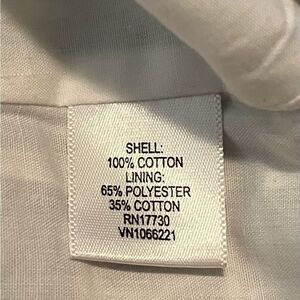 SHELL:
100% COTTON
LINING:
65% POLYESTER
35% COTTON
RN17730
VN1066221